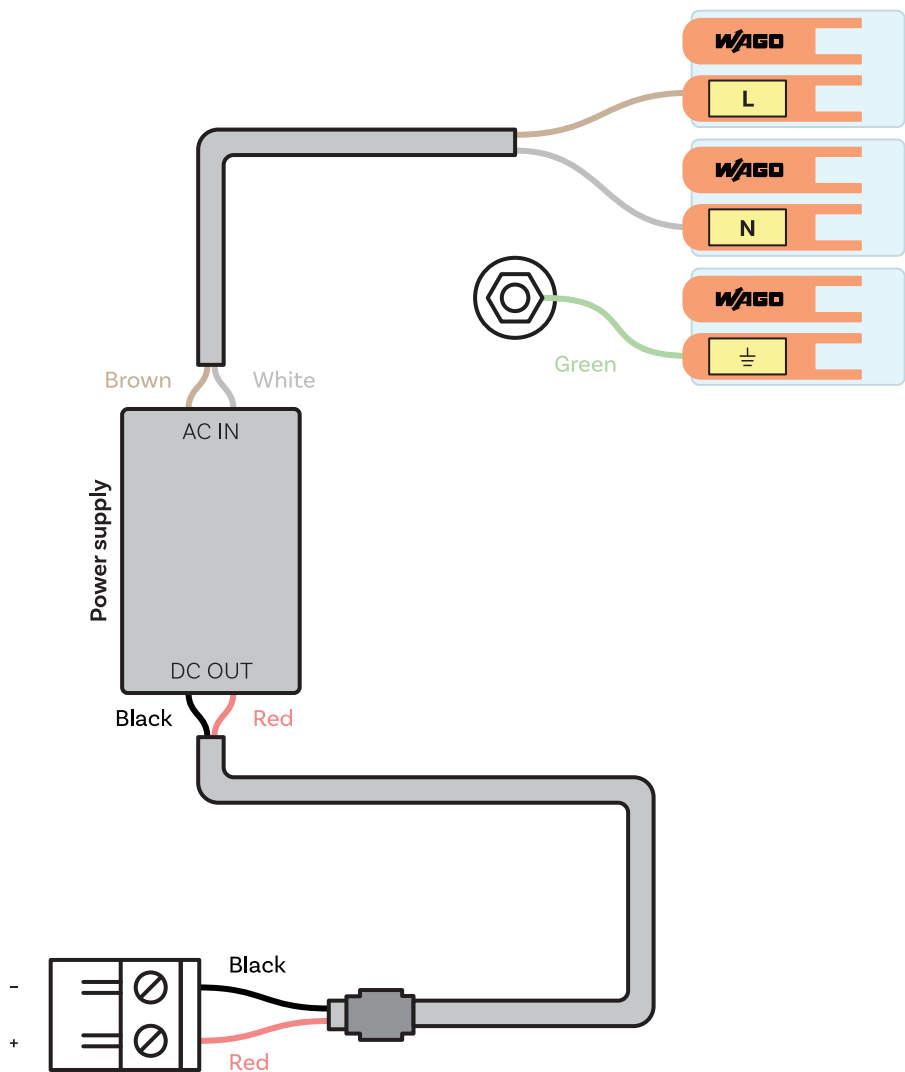 WAGO
L
WAGO
N
WAGO
Green
Brown
White
AC IN
Power supply
DC OUT
Black
Red
Black
-
+
Red